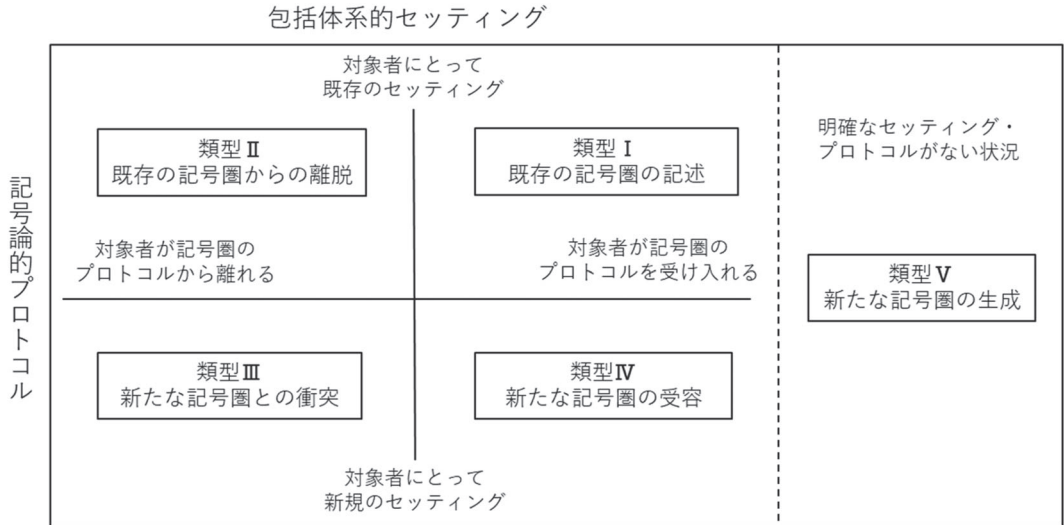 包括体系的セッティング
記号論的プロトコル
対象者にとって
既存のセッティング
類型Ⅱ
既存の記号圏からの離脱
類型Ⅰ
既存の記号圏の記述
明確なセッティング・
プロトコルがない状況
対象者が記号圏の
プロトコルから離れる
対象者が記号圏の
プロトコルを受け入れる
類型Ⅴ
新たな記号圏の生成
類型Ⅲ
新たな記号圏との衝突
類型Ⅳ
新たな記号圏の受容
対象者にとって
新規のセッティング